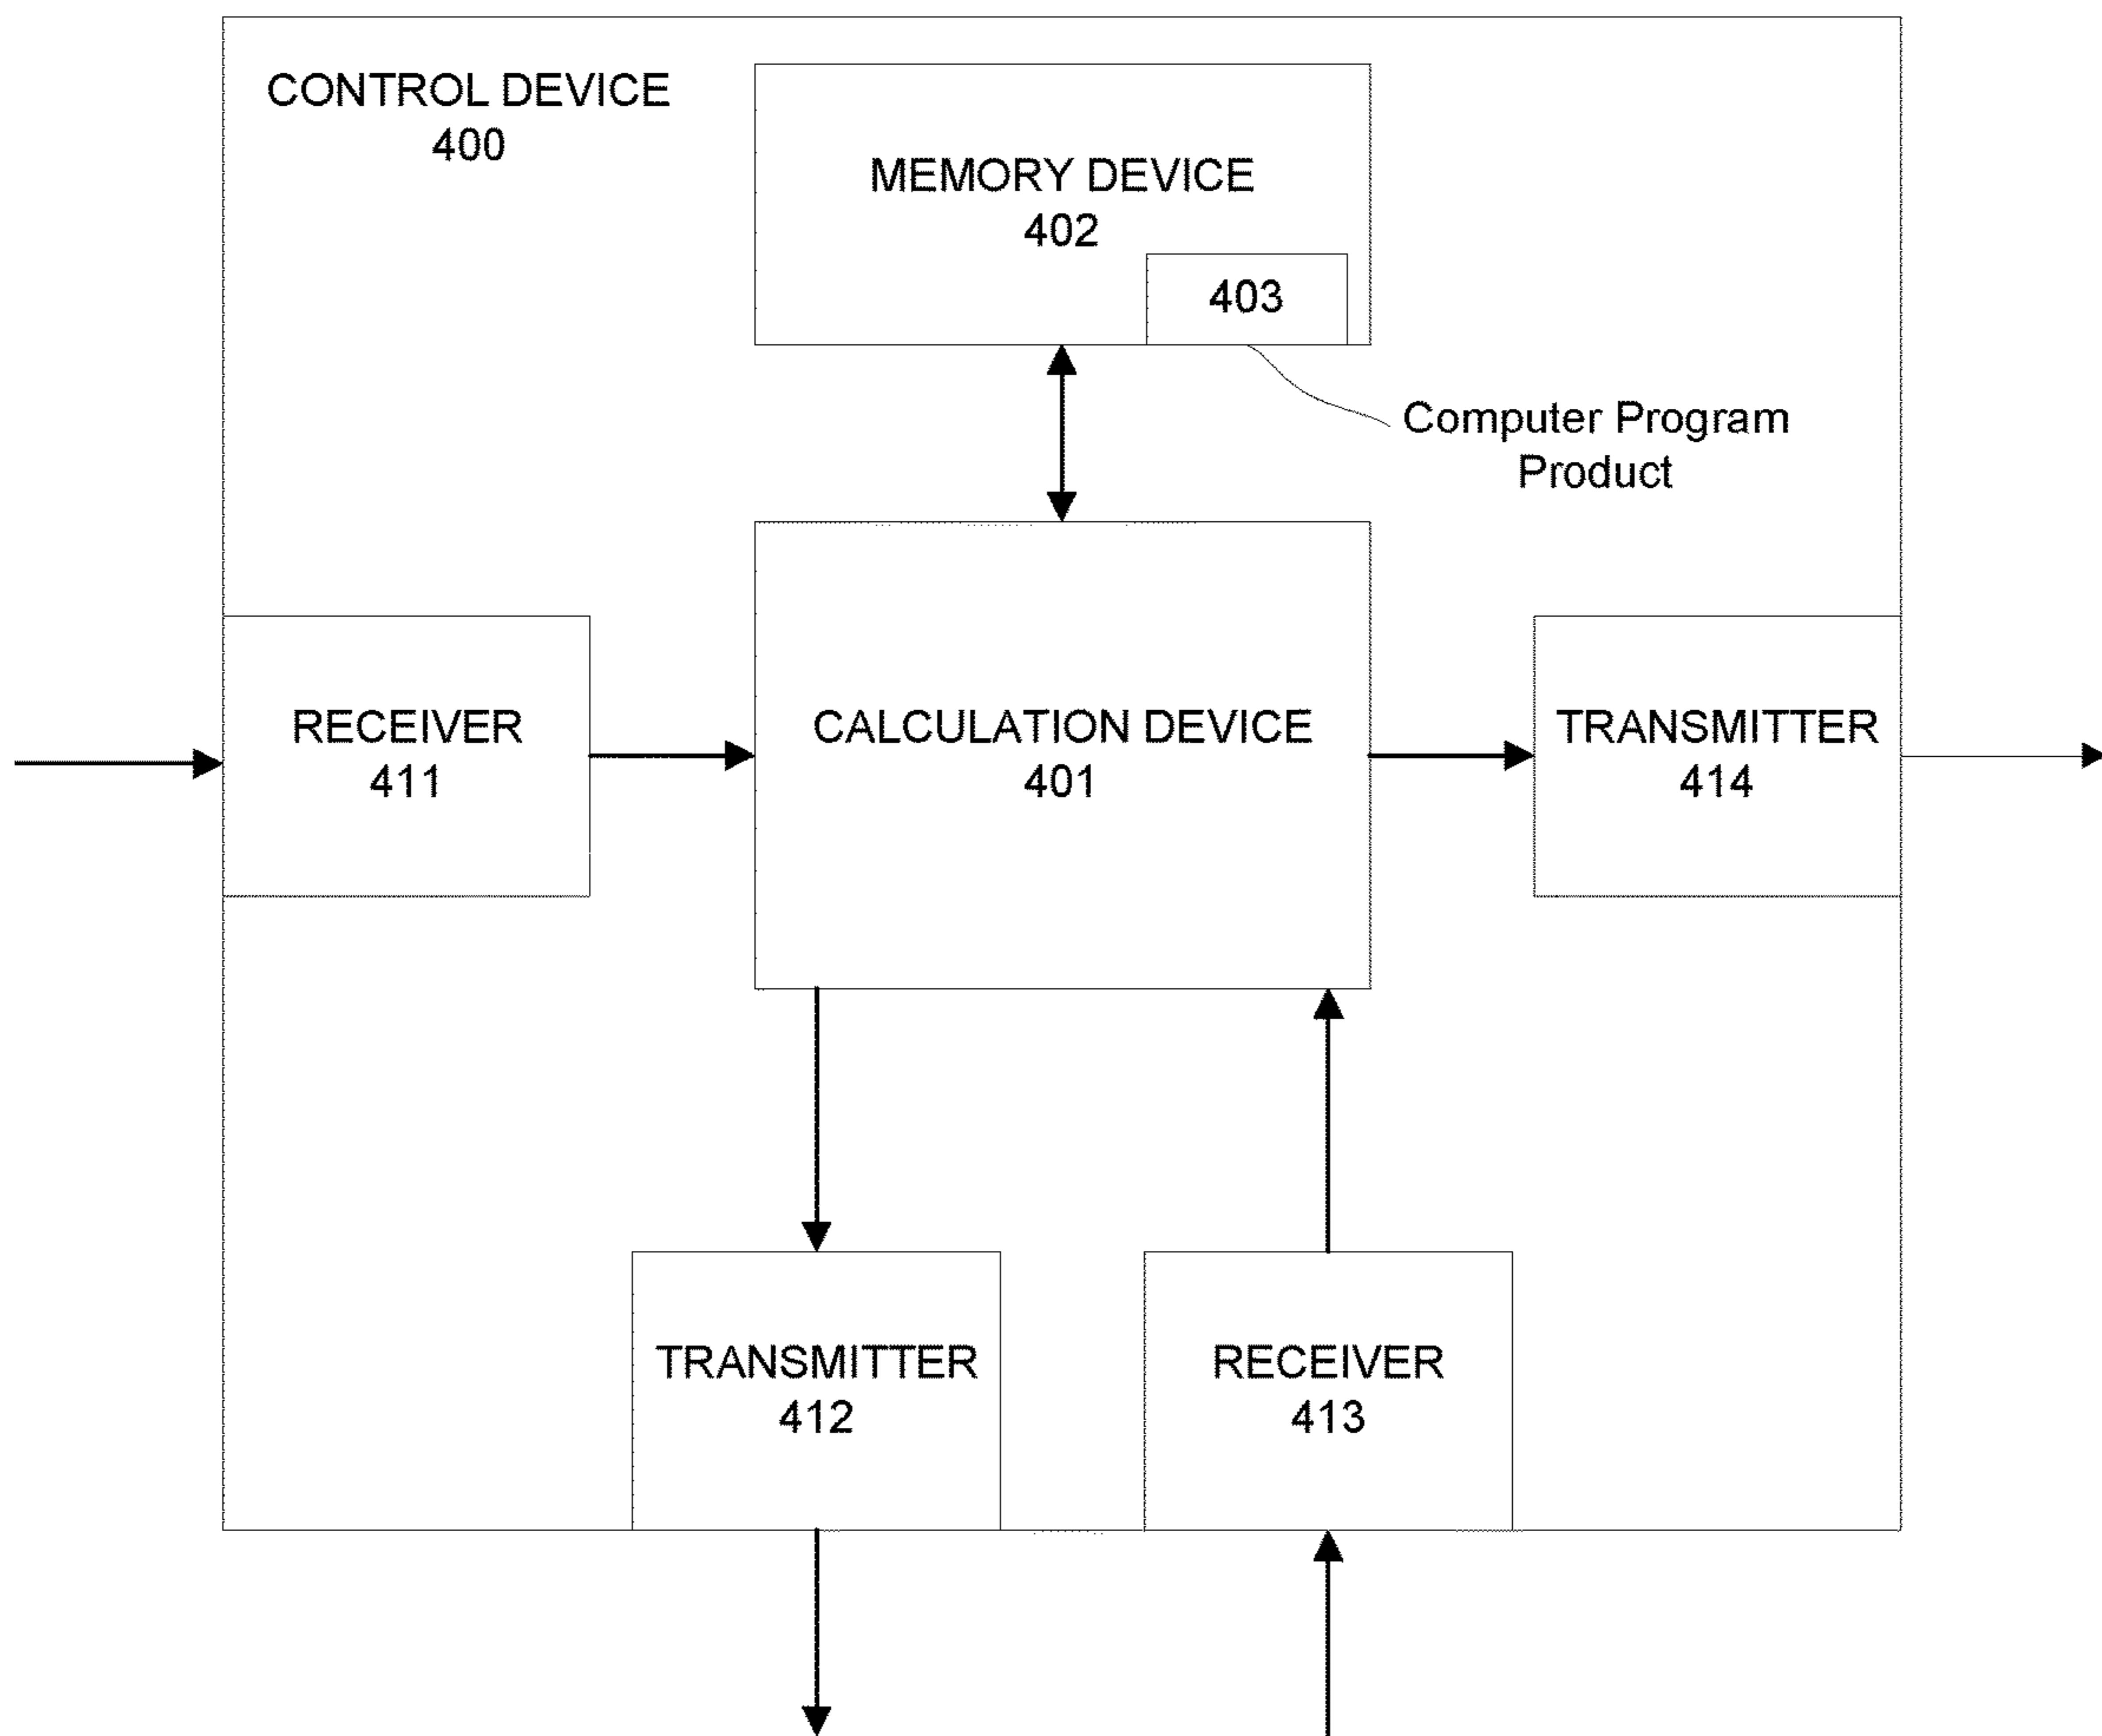 CONTROL DEVICE
400
MEMORY DEVICE
402
403
Computer Program
Product
RECEIVER
411
CALCULATION DEVICE
401
TRANSMITTER
414
TRANSMITTER
412
RECEIVER
413